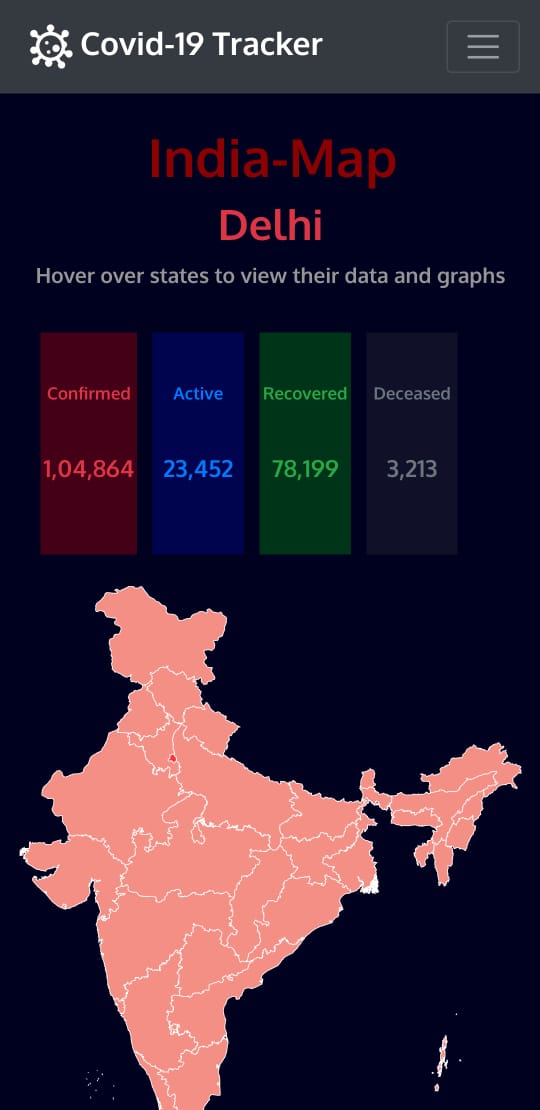 Covid-19 Tracker
India-Map
Delhi
Hover over states to view their data and graphs
Confirmed Active Recovered Deceased
1,04,864 23,452 78,199 3,213